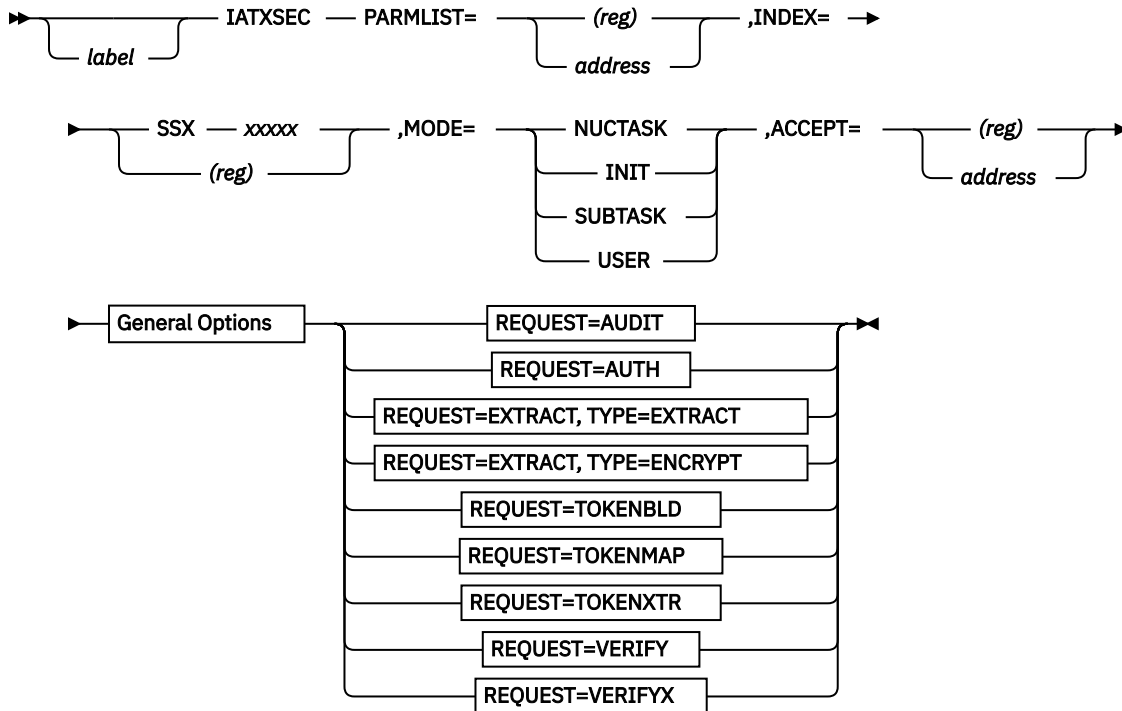 IATXSEC PARMLIST= (reg) ,INDEX=
label address
SSX xxxxx ,MODE= NUCTASK ,ACCEPT= (reg)
(reg) INIT address
SUBTASK
USER
General Options REQUEST=AUDIT
REQUEST=AUTH
REQUEST=EXTRACT, TYPE=EXTRACT
REQUEST=EXTRACT, TYPE=ENCRYPT
REQUEST=TOKENBLD
REQUEST=TOKENMAP
REQUEST=TOKENXTR
REQUEST=VERIFY
REQUEST=VERIFYX